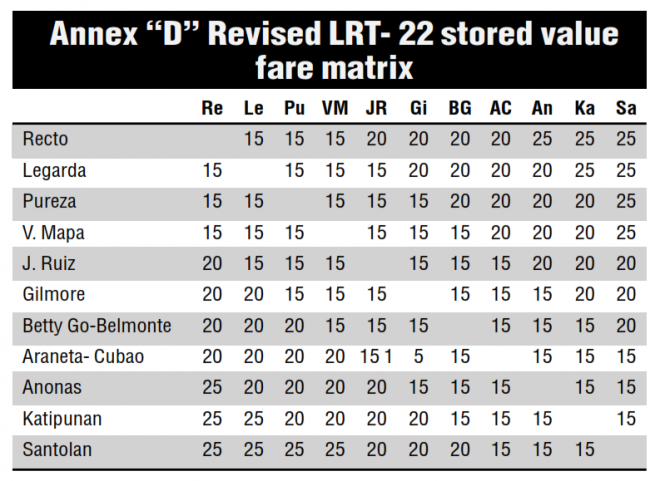 Annex “D” Revised LRT- 22 stored value
fare matrix
Re Le Pu VM JR Gi BG AC An Ka Sa
Recto 15 15 15 20 20 20 20 25 25 25
Legarda 15 15 15 15 20 20 20 20 25 25
Pureza 15 15 15 15 15 20 20 20 20 25
V. Mapa 15 15 15 15 15 15 20 20 20 25
J. Ruiz 20 15 15 15 15 15 15 20 20 20
Gilmore 20 20 15 15 15 15 15 15 20 20
Betty Go-Belmonte 20 20 20 15 15 15 15 15 15 20
Araneta- Cubao 20 20 20 20 15 1 5 15 15 15 15
Anonas 25 20 20 20 20 15 15 15 15 15
Katipunan 25 25 20 20 20 20 15 15 15 15
Santolan 25 25 25 25 20 20 20 15 15 15